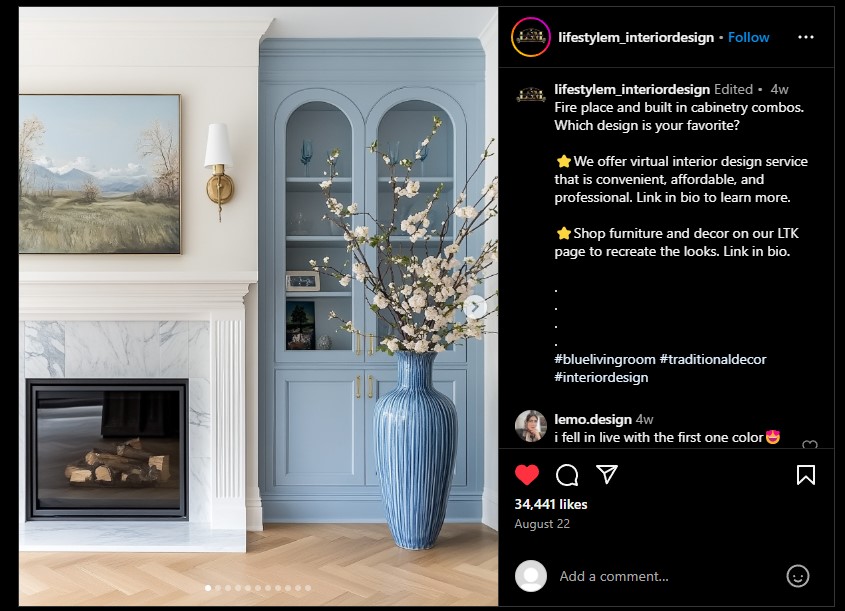 lifestylem_interiordesign • Follow
lifestylem_interiordesign Edited • 4w
Fire place and built in cabinetry combos.
Which design is your favorite?
⭐We offer virtual interior design service
that is convenient, affordable, and
professional. Link in bio to learn more.
⭐Shop furniture and decor on our LTK
page to recreate the looks. Link in bio.
.
.
.
.
#bluelivingroom #traditionaldecor
#interiordesign
lemo.design 4w
i fell in live with the first one color😍
34,441 likes
August 22
Add a comment...